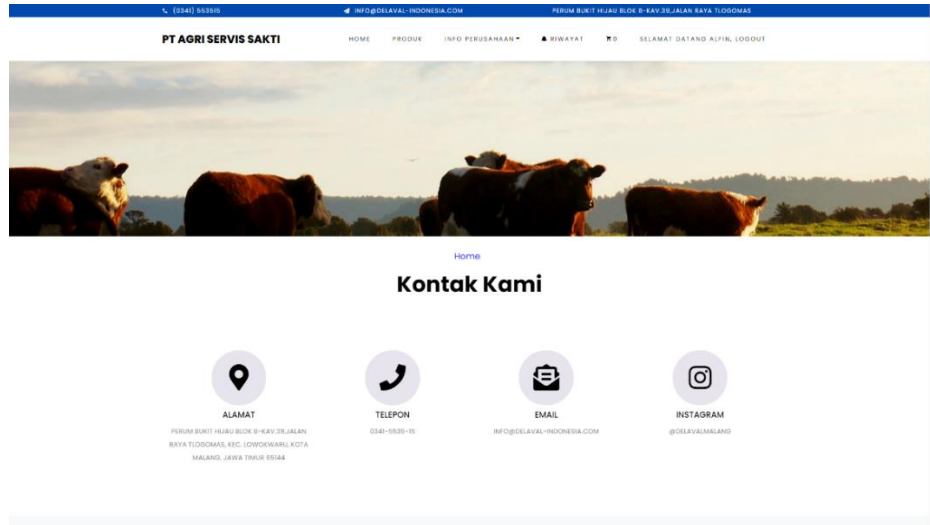 (0341) 553515
INFO@DELAVAL-INDONESIA.COM
PERUM BUKIT HIJAU BLOK B-KAV.39,JALAN RAYA TLOGOMAS
PT AGRI SERVIS SAKTI
HOME
PRODUK
INFO PERUSAHAAN
RIWAYAT
0
SELAMAT DATANG ALFIN, LOGOUT
Home
Kontak Kami
ALAMAT
PERUM BUKIT HIJAU BLOK B-KAV.39,JALAN
RAYA TLOGOMAS, KEC. LOWOKWARU, KOTA
MALANG, JAWA TIMUR 65144
TELEPON
0341-5535-15
EMAIL
INFO@DELAVAL-INDONESIA.COM
INSTAGRAM
@DELAVALMALANG